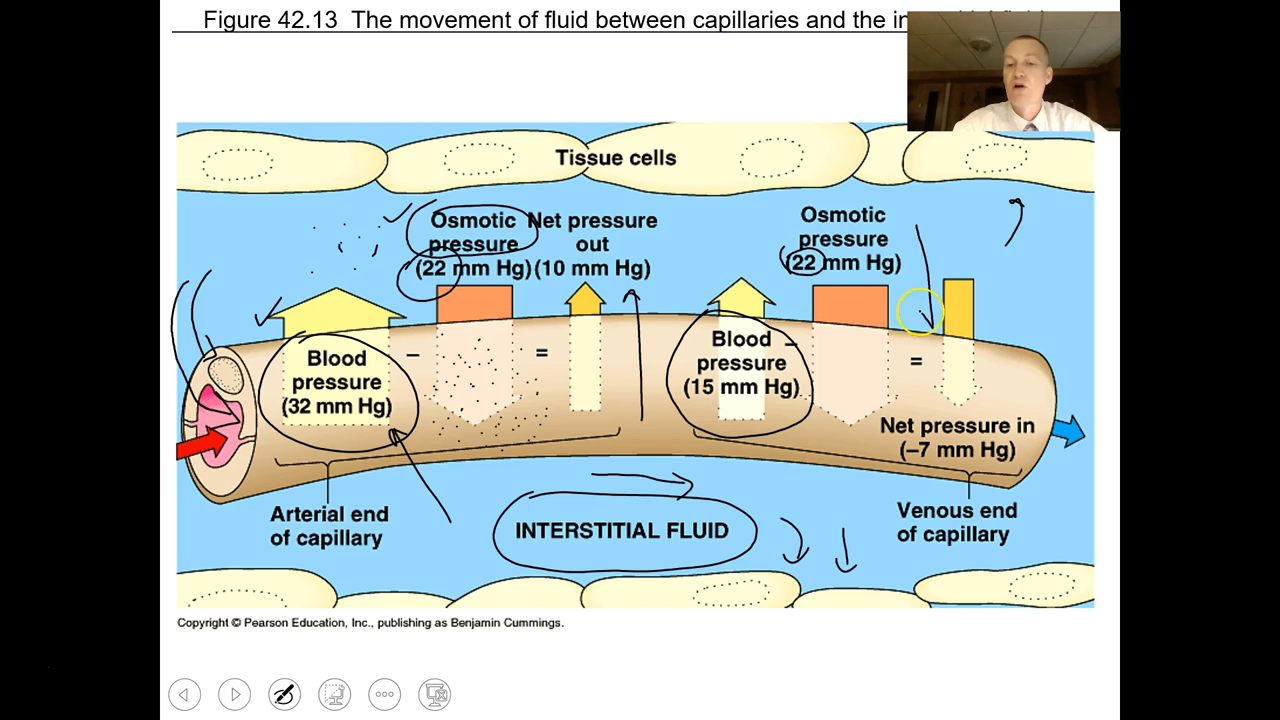 Figure 42.13 The movement of fluid between capillaries and the
Tissue cells
Osmotic
pressure
(22 mm Hg)
Net pressure
out
(10 mm Hg)
Osmotic
pressure
(22 mm Hg)
Blood
pressure
(32 mm Hg)
–
=
Blood
pressure
(15 mm Hg)
–
=
Net pressure in
(–7 mm Hg)
Arterial end
of capillary
INTERSTITIAL FLUID
Venous end
of capillary
Copyright © Pearson Education, Inc., publishing as Benjamin Cummings.